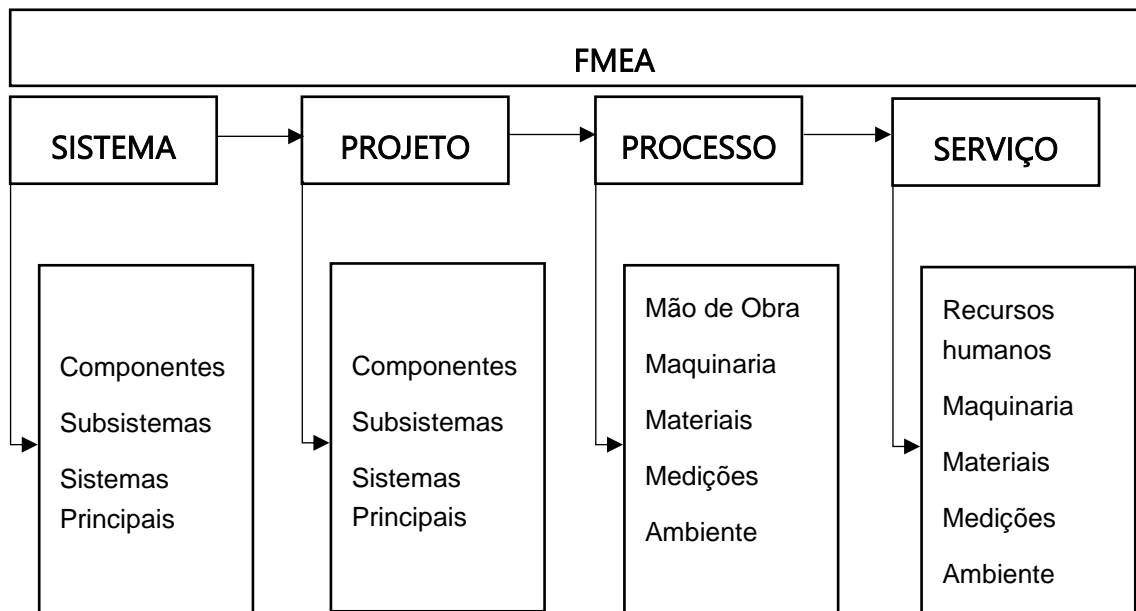 FMEA
SISTEMA
PROJETO
PROCESSO
SERVIÇO
Componentes
Subsistemas
Sistemas
Principais
Componentes
Subsistemas
Sistemas
Principais
Mão de Obra
Maquinaria
Materiais
Medições
Ambiente
Recursos
humanos
Maquinaria
Materiais
Medições
Ambiente